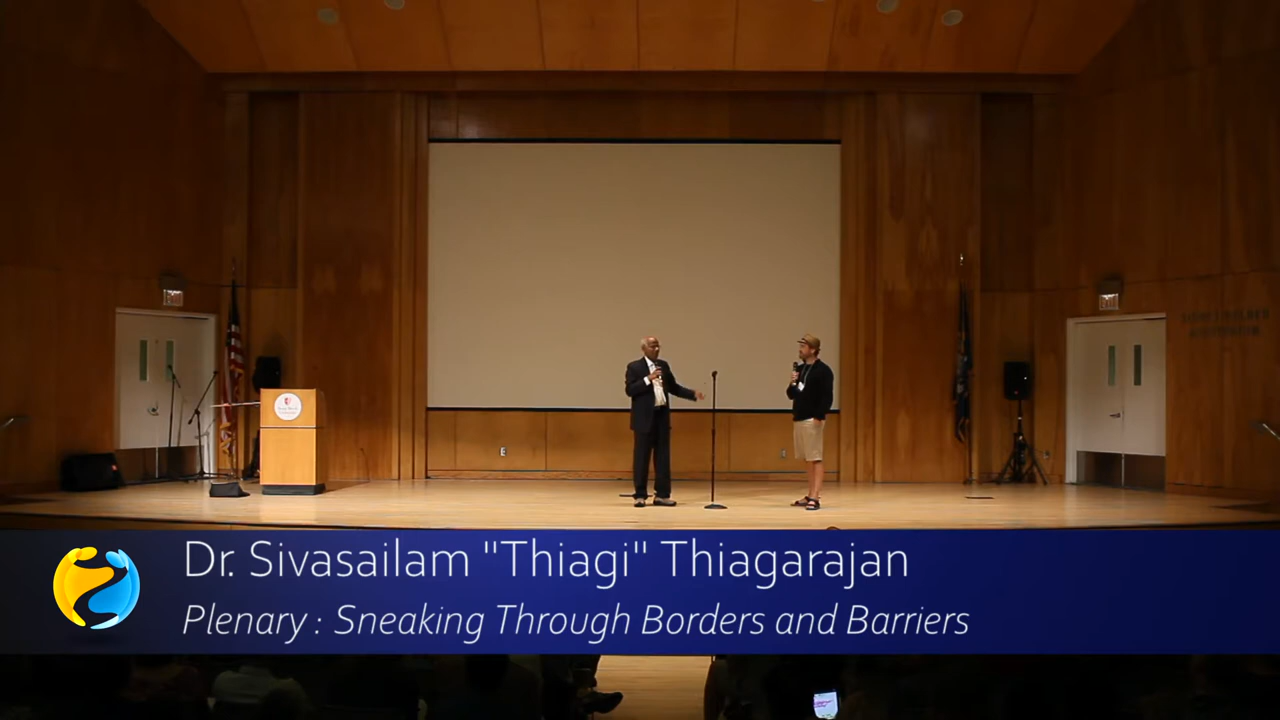 Dr. Sivasailam "Thiagi" Thiagarajan
Plenary : Sneaking Through Borders and Barriers